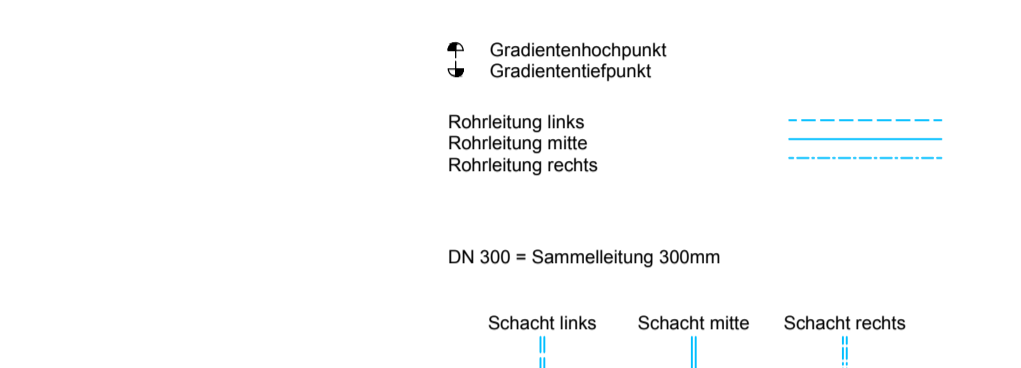 Gradientenhochpunkt
Gradiententiefpunkt
Rohrleitung links
Rohrleitung mitte
Rohrleitung rechts
DN 300 = Sammelleitung 300mm
Schacht links Schacht mitte Schacht rechts